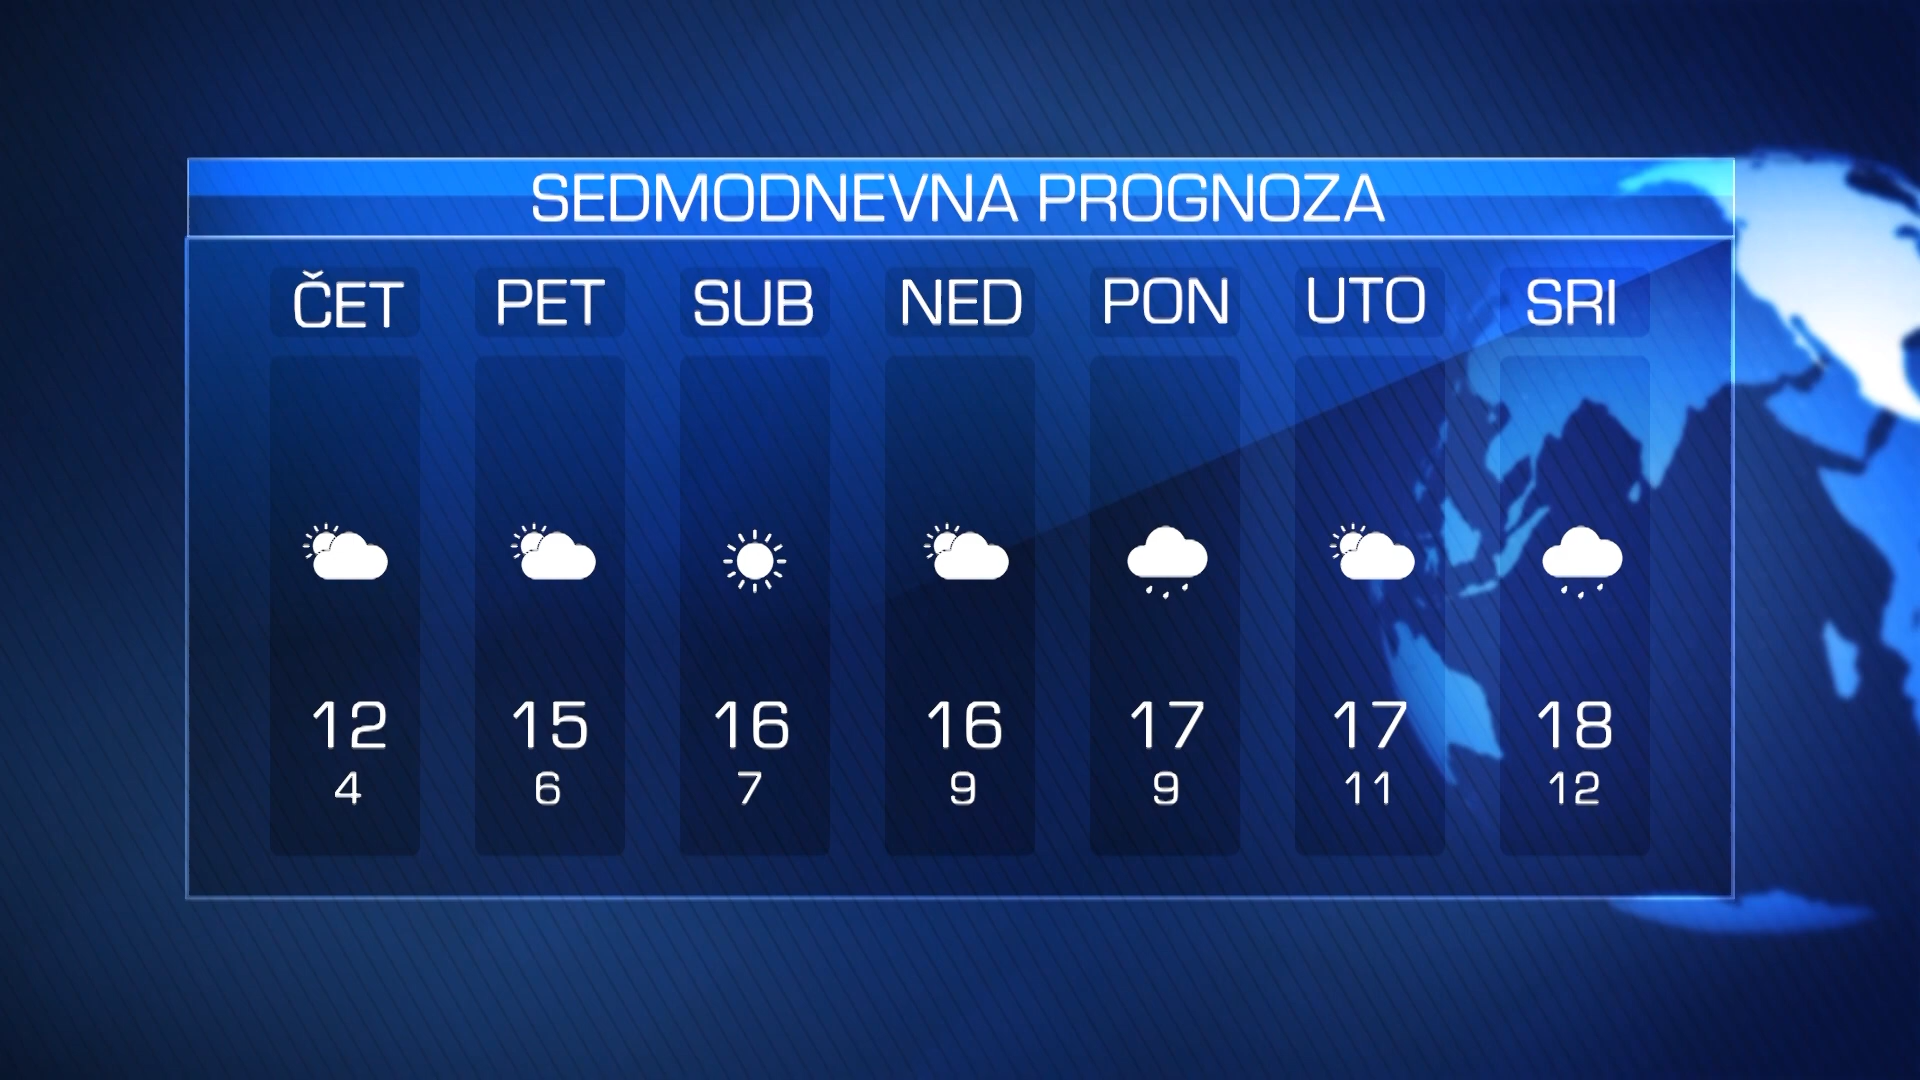 SEDMODNEVNA PROGNOZA
ČET PET SUB NED PON UTO SRI
12 15 16 16 17 17 18
4 6 7 9 9 11 12